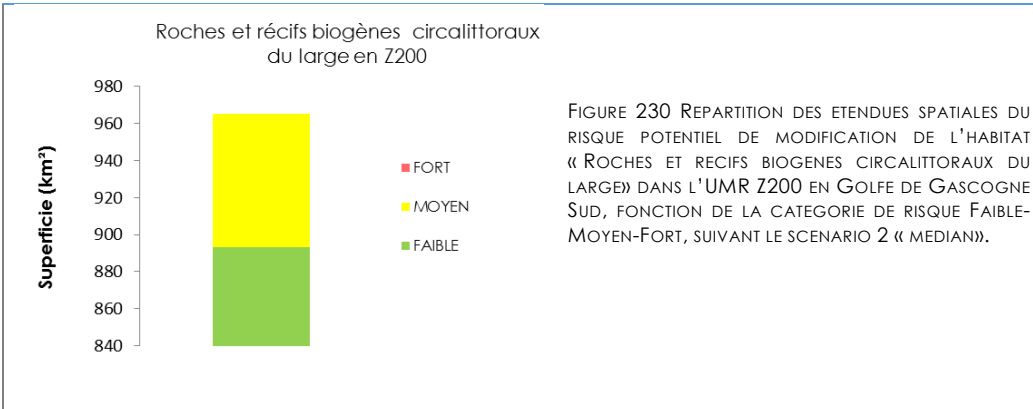 Roches et récifs biogènes circalittoraux
du large en Z200
Superficie (km²)
980
960
940
920
900
880
860
840
FORT
MOYEN
FAIBLE
FIGURE 230 REPARTITION DES ETENDUES SPATIALES DU
RISQUE POTENTIEL DE MODIFICATION DE L'HABITAT
« ROCHES ET RECIFS BIOGENES CIRCALITTORAUX DU
LARGE» DANS L'UMR Z200 EN GOLFE DE GASCOGNE
SUD, FONCTION DE LA CATEGORIE DE RISQUE FAIBLE-
MOYEN-FORT, SUIVANT LE SCENARIO 2 « MEDIAN».